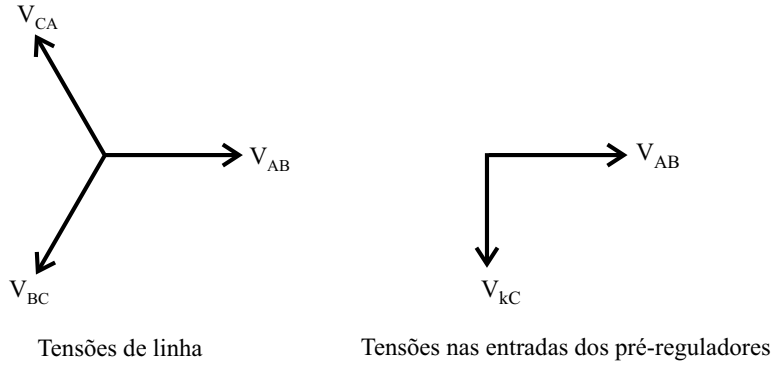 V_CA
V_AB
V_AB
V_BC
V_kC
Tensões de linha
Tensões nas entradas dos pré-reguladores